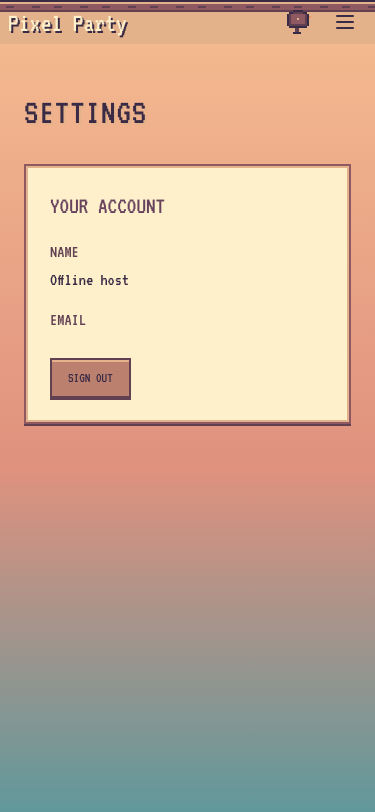 Pixel Party
SETTINGS
YOUR ACCOUNT
NAME
Offline host
EMAIL
SIGN OUT